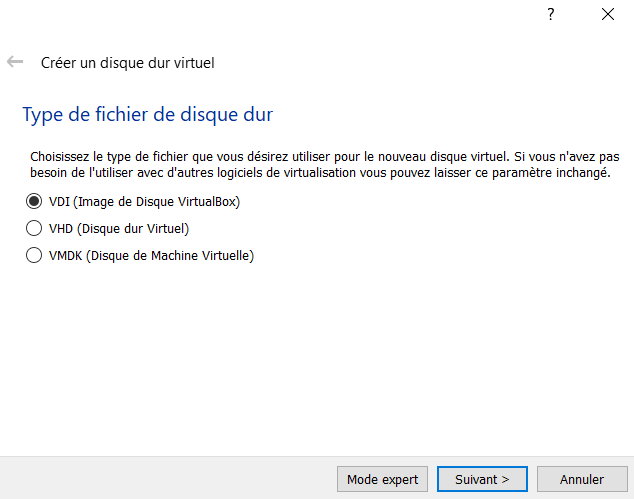 ?
Créer un disque dur virtuel
Type de fichier de disque dur
Choisissez le type de fichier que vous désirez utiliser pour le nouveau disque virtuel. Si vous n'avez pas
besoin de l'utiliser avec d'autres logiciels de virtualisation vous pouvez laisser ce paramètre inchangé.
VDI (Image de Disque VirtualBox)
VHD (Disque dur Virtuel)
VMDK (Disque de Machine Virtuelle)
Mode expert Suivant > Annuler